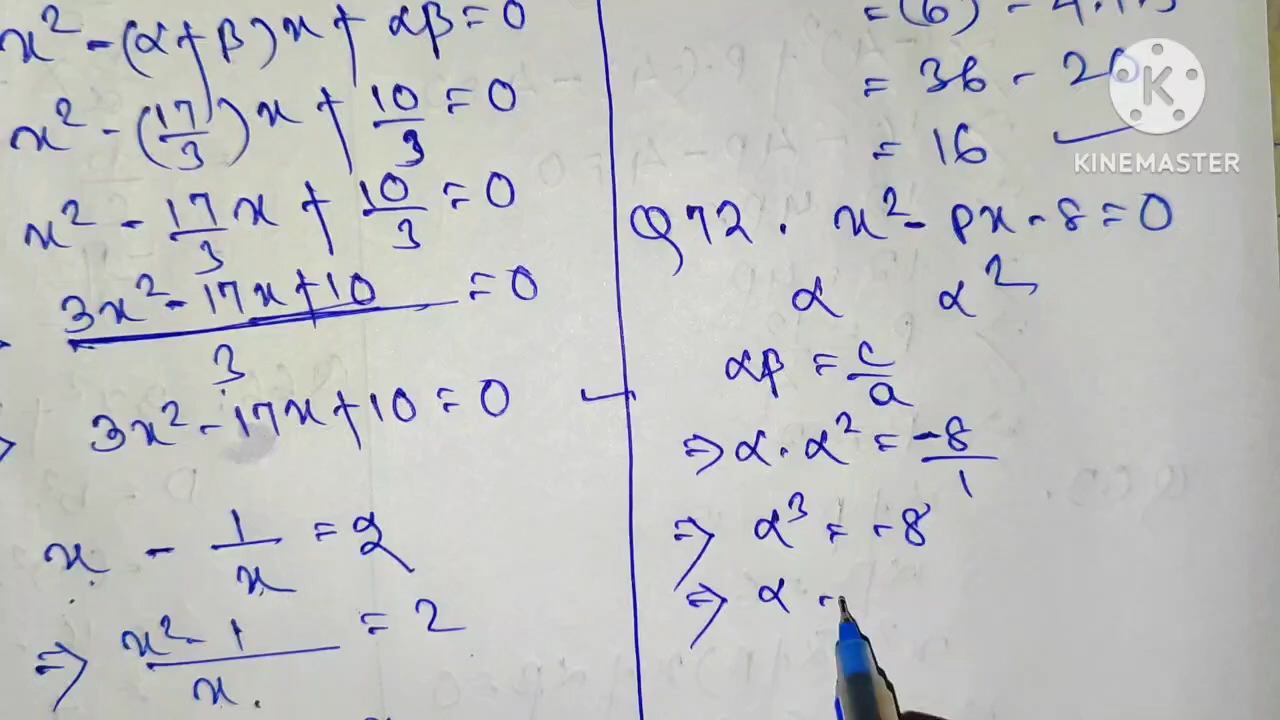 x² - (α + β)x + αβ = 0
x² - (17/3)x + 10/3 = 0
x² - 17/3 x + 10/3 = 0
3x² - 17x + 10 / 3 = 0
3x² - 17x + 10 = 0
x - 1/x = 2
⇒ x² - 1 / x = 2
= 36 - 20
= 16
KINEMASTER
Q72. x² - px - 8 = 0
α α²
αβ = c/a
⇒ α · α² = -8/1
⇒ α³ = -8
⇒ α